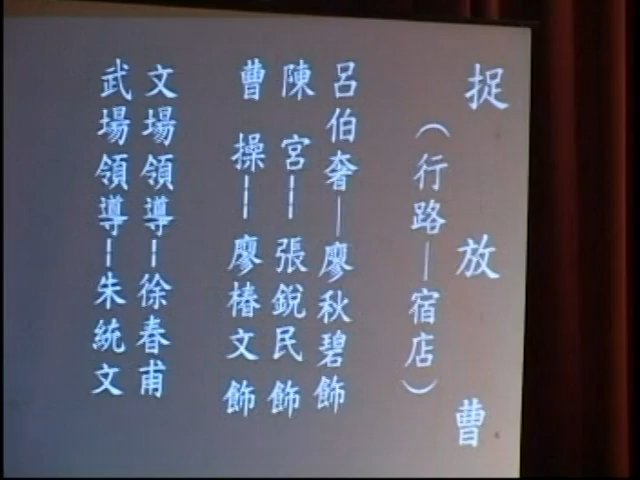 捉放曹
（行路—宿店）
呂伯奢—廖秋碧飾
陳宮--張銳民飾
曹操--廖椿文飾
文場領導--徐春甫
武場領導--朱統文